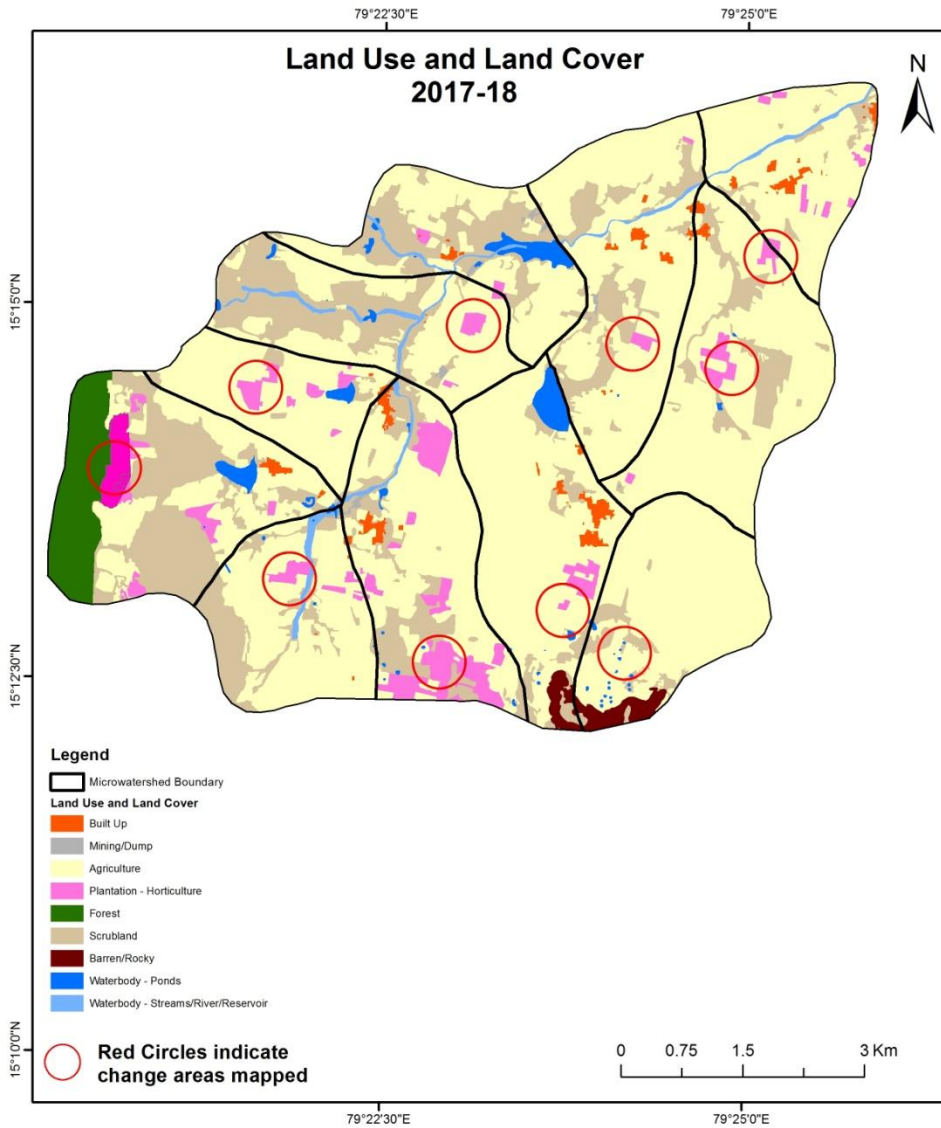 79°22'30"E
79°25'0"E
Land Use and Land Cover
2017-18
N
15°15'0"N
15°12'30"N
15°10'0"N
Legend
Microwatershed Boundary
Land Use and Land Cover
Built Up
Mining/Dump
Agriculture
Plantation - Horticulture
Forest
Scrubland
Barren/Rocky
Waterbody - Ponds
Waterbody - Streams/River/Reservoir
Red Circles indicate
change areas mapped
0 0.75 1.5 3 Km
79°22'30"E
79°25'0"E